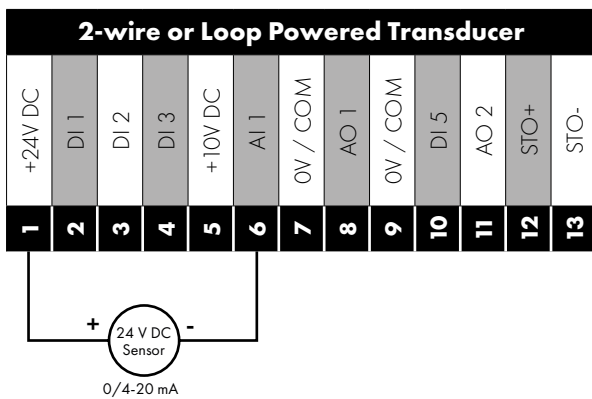 2-wire or Loop Powered Transducer
+24V DC
DI 1
DI 2
DI 3
+10V DC
AI 1
0V / COM
AO 1
0V / COM
DI 5
AO 2
STO+
STO-
1
2
3
4
5
6
7
8
9
10
11
12
13
+
-
24 V DC
Sensor
0/4-20 mA